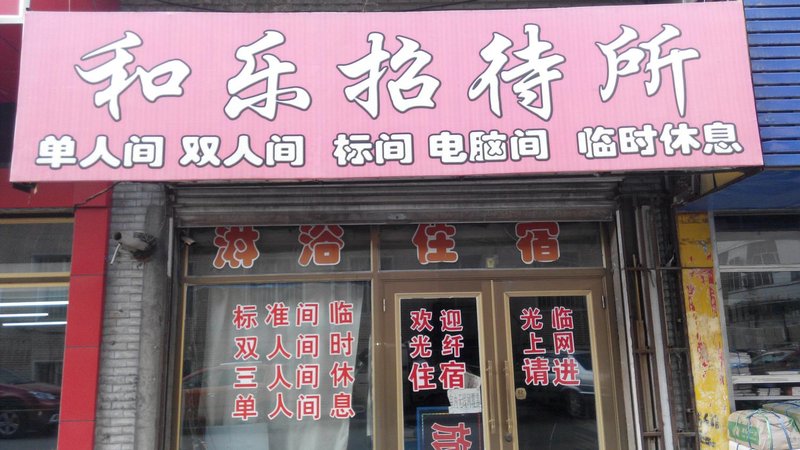 和乐招待所
单人间 双人间 标间 电脑间 临时休息
淋浴住宿
标准间临
双人间时
三人间休
单人间息
欢迎光临
光纤上网
住宿请进